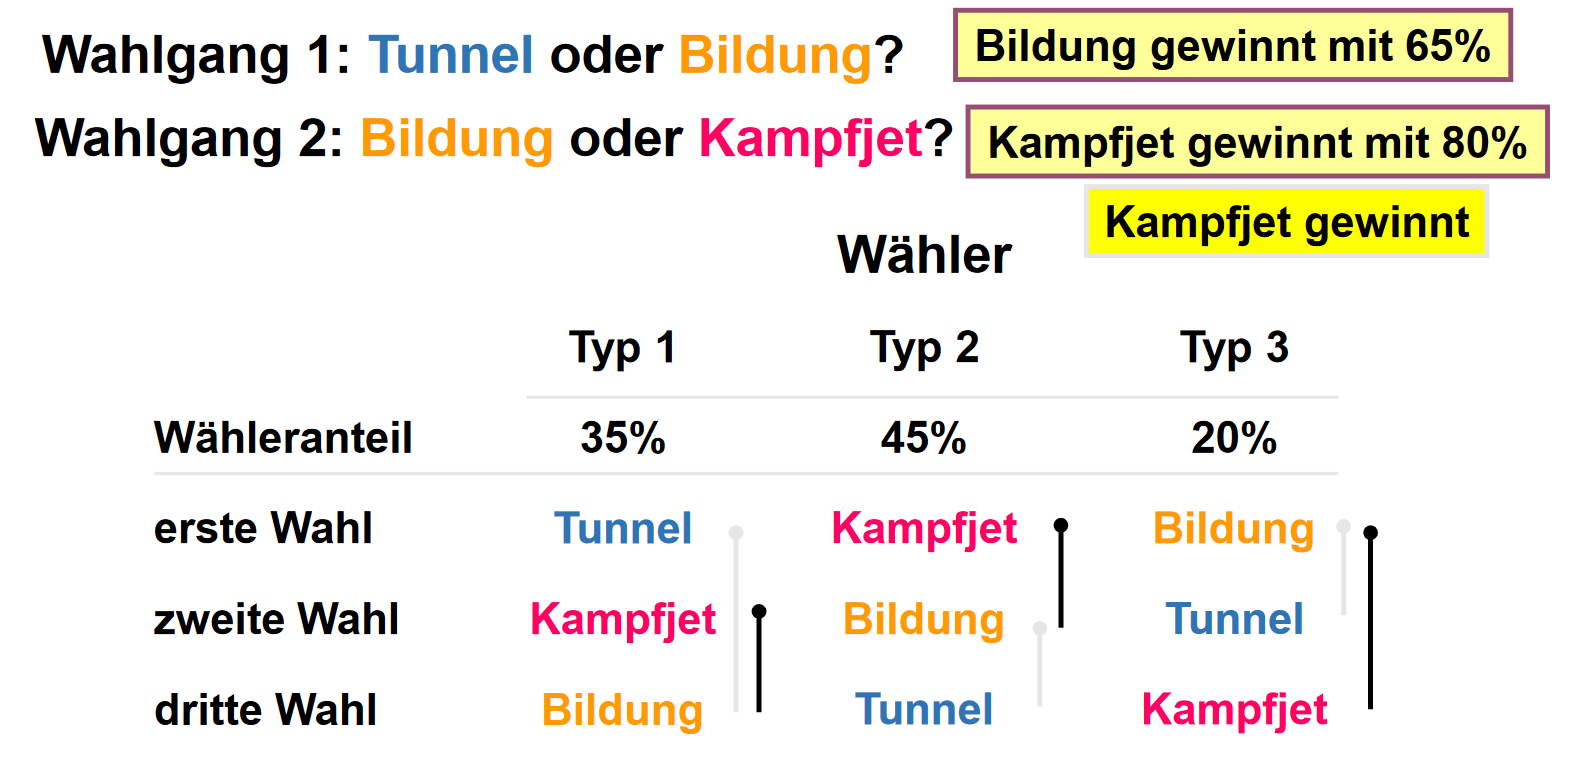 Wahlgang 1: Tunnel oder Bildung?
Bildung gewinnt mit 65%
Wahlgang 2: Bildung oder Kampfjet?
Kampfjet gewinnt mit 80%
Kampfjet gewinnt
Wähler
Typ 1 Typ 2 Typ 3
Wähleranteil 35% 45% 20%
erste Wahl Tunnel Kampfjet Bildung
zweite Wahl Kampfjet Bildung Tunnel
dritte Wahl Bildung Tunnel Kampfjet